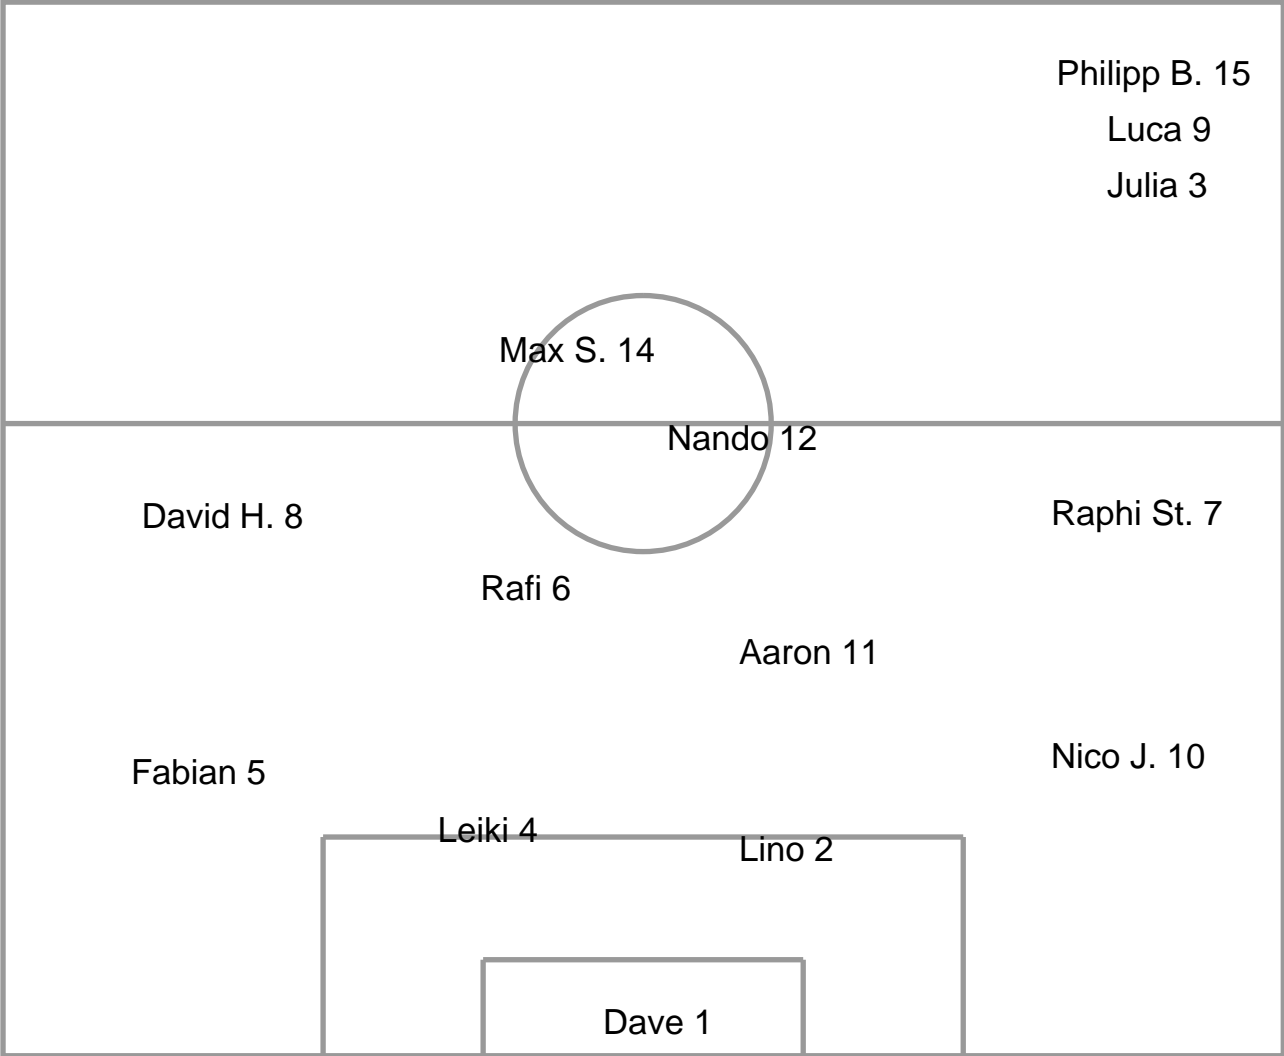 Philipp B. 15
Luca 9
Julia 3
Max S. 14
Nando 12
David H. 8
Raphi St. 7
Rafi 6
Aaron 11
Fabian 5
Nico J. 10
Leiki 4
Lino 2
Dave 1